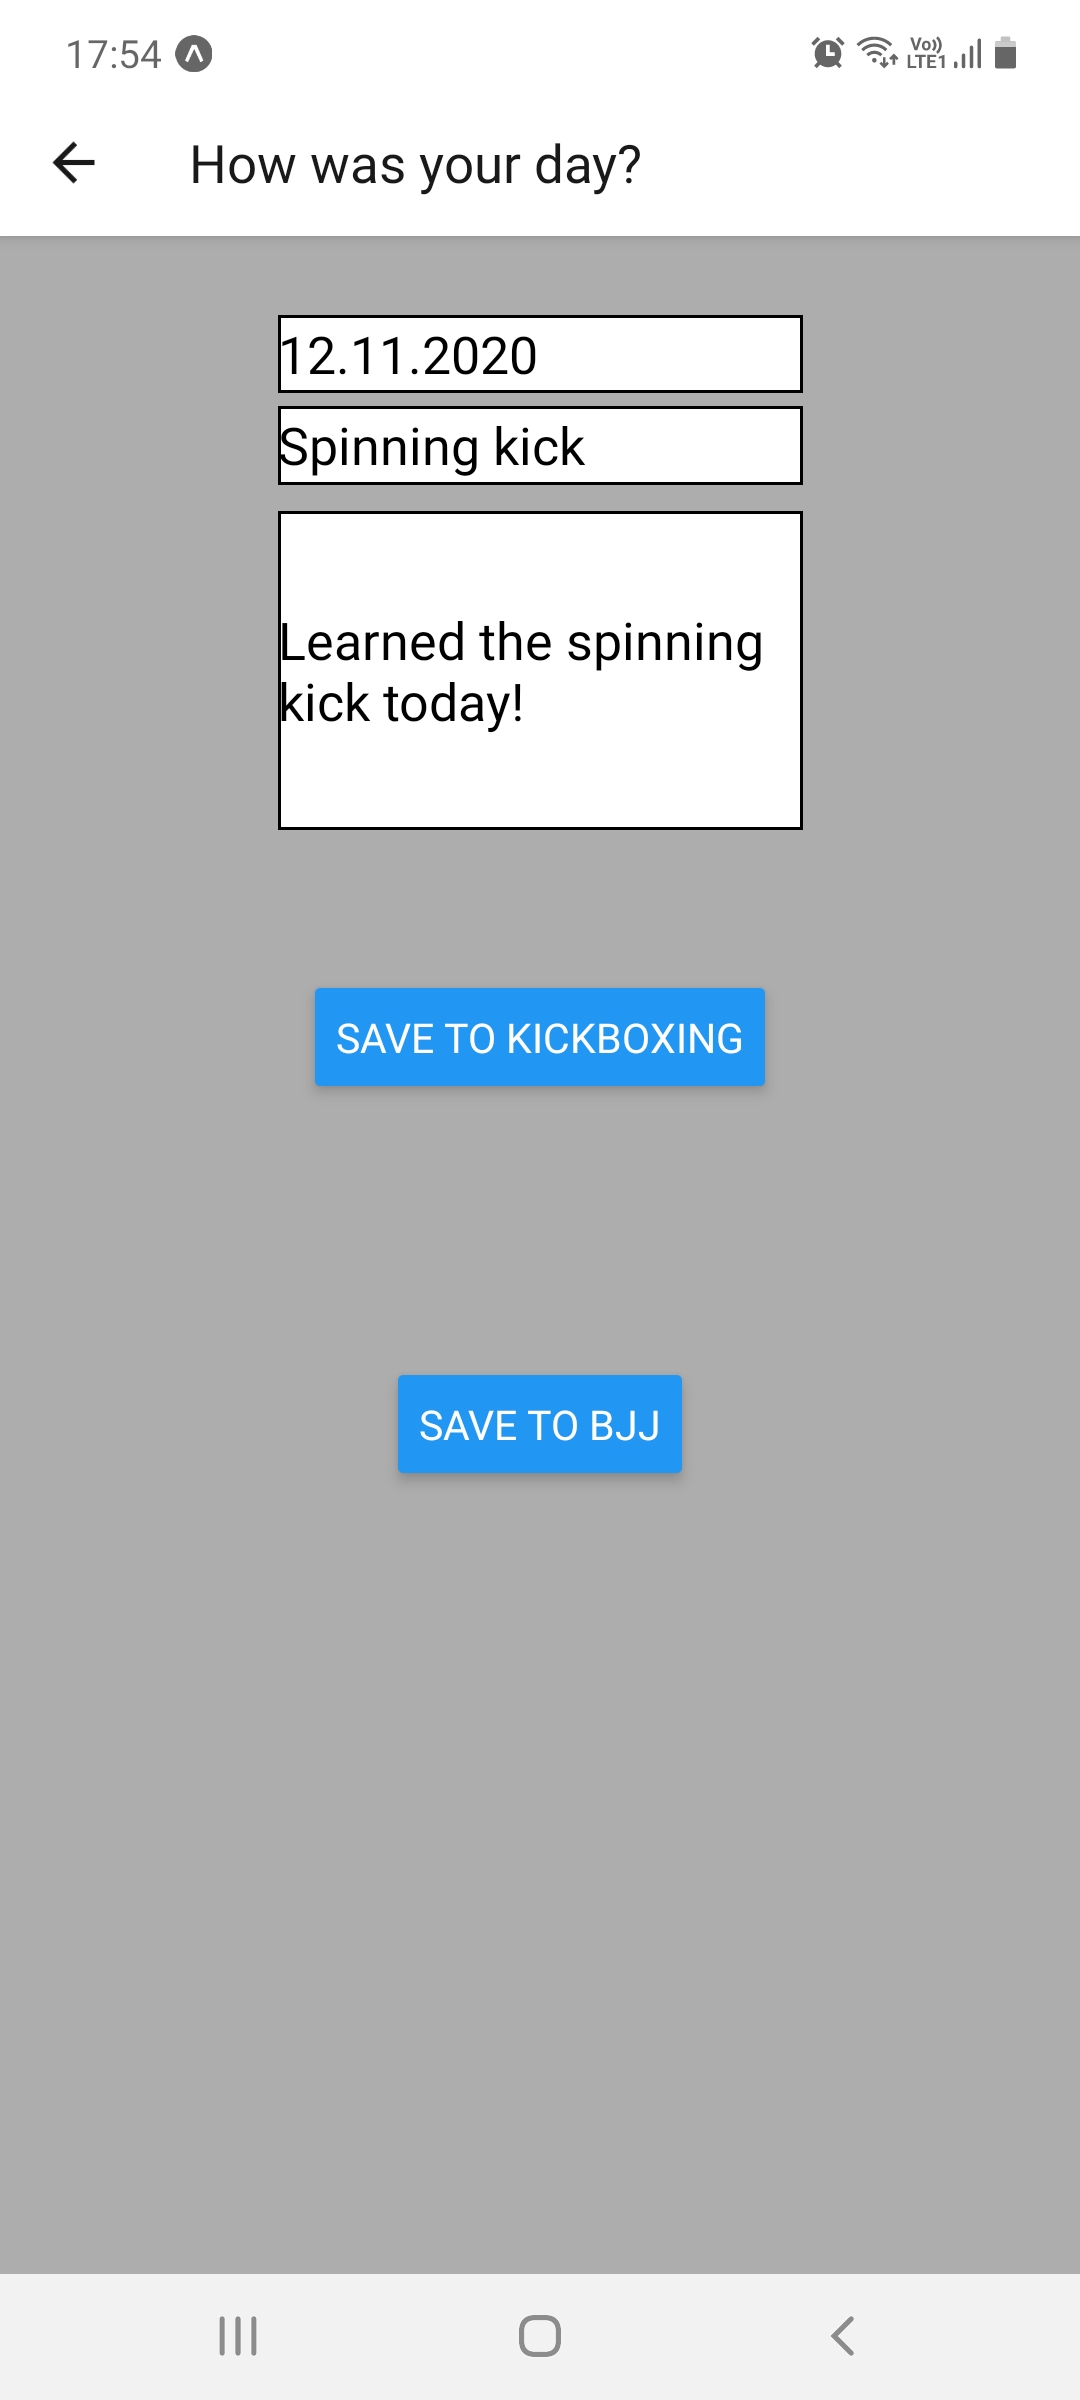 17:54
Vo))
LTE1
How was your day?
12.11.2020
Spinning kick
Learned the spinning
kick today!
SAVE TO KICKBOXING
SAVE TO BJJ